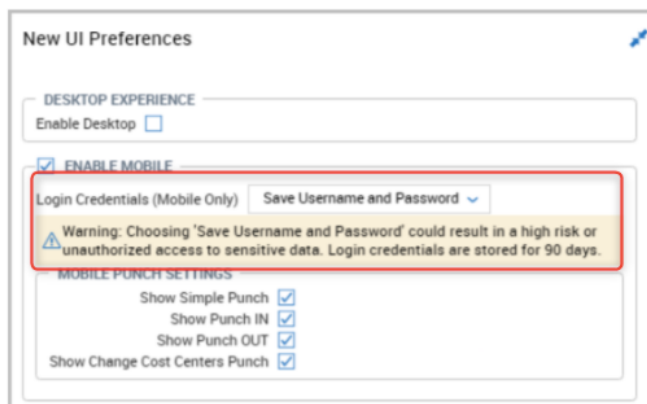 New UI Preferences
DESKTOP EXPERIENCE
Enable Desktop
ENABLE MOBILE
Login Credentials (Mobile Only) Save Username and Password
Warning: Choosing 'Save Username and Password' could result in a high risk or
unauthorized access to sensitive data. Login credentials are stored for 90 days.
MOBILE PUNCH SETTINGS
Show Simple Punch
Show Punch IN
Show Punch OUT
Show Change Cost Centers Punch